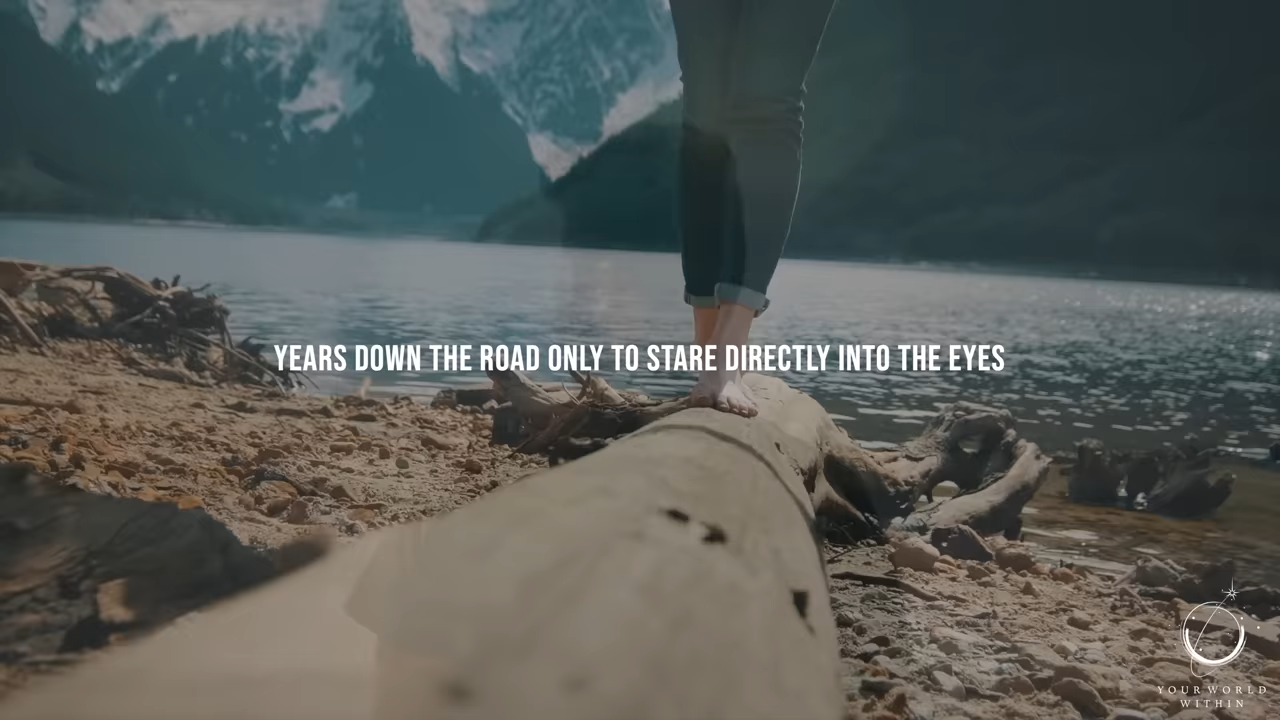 YEARS DOWN THE ROAD ONLY TO STARE DIRECTLY INTO THE EYES
YOUR WORLD
WITHIN